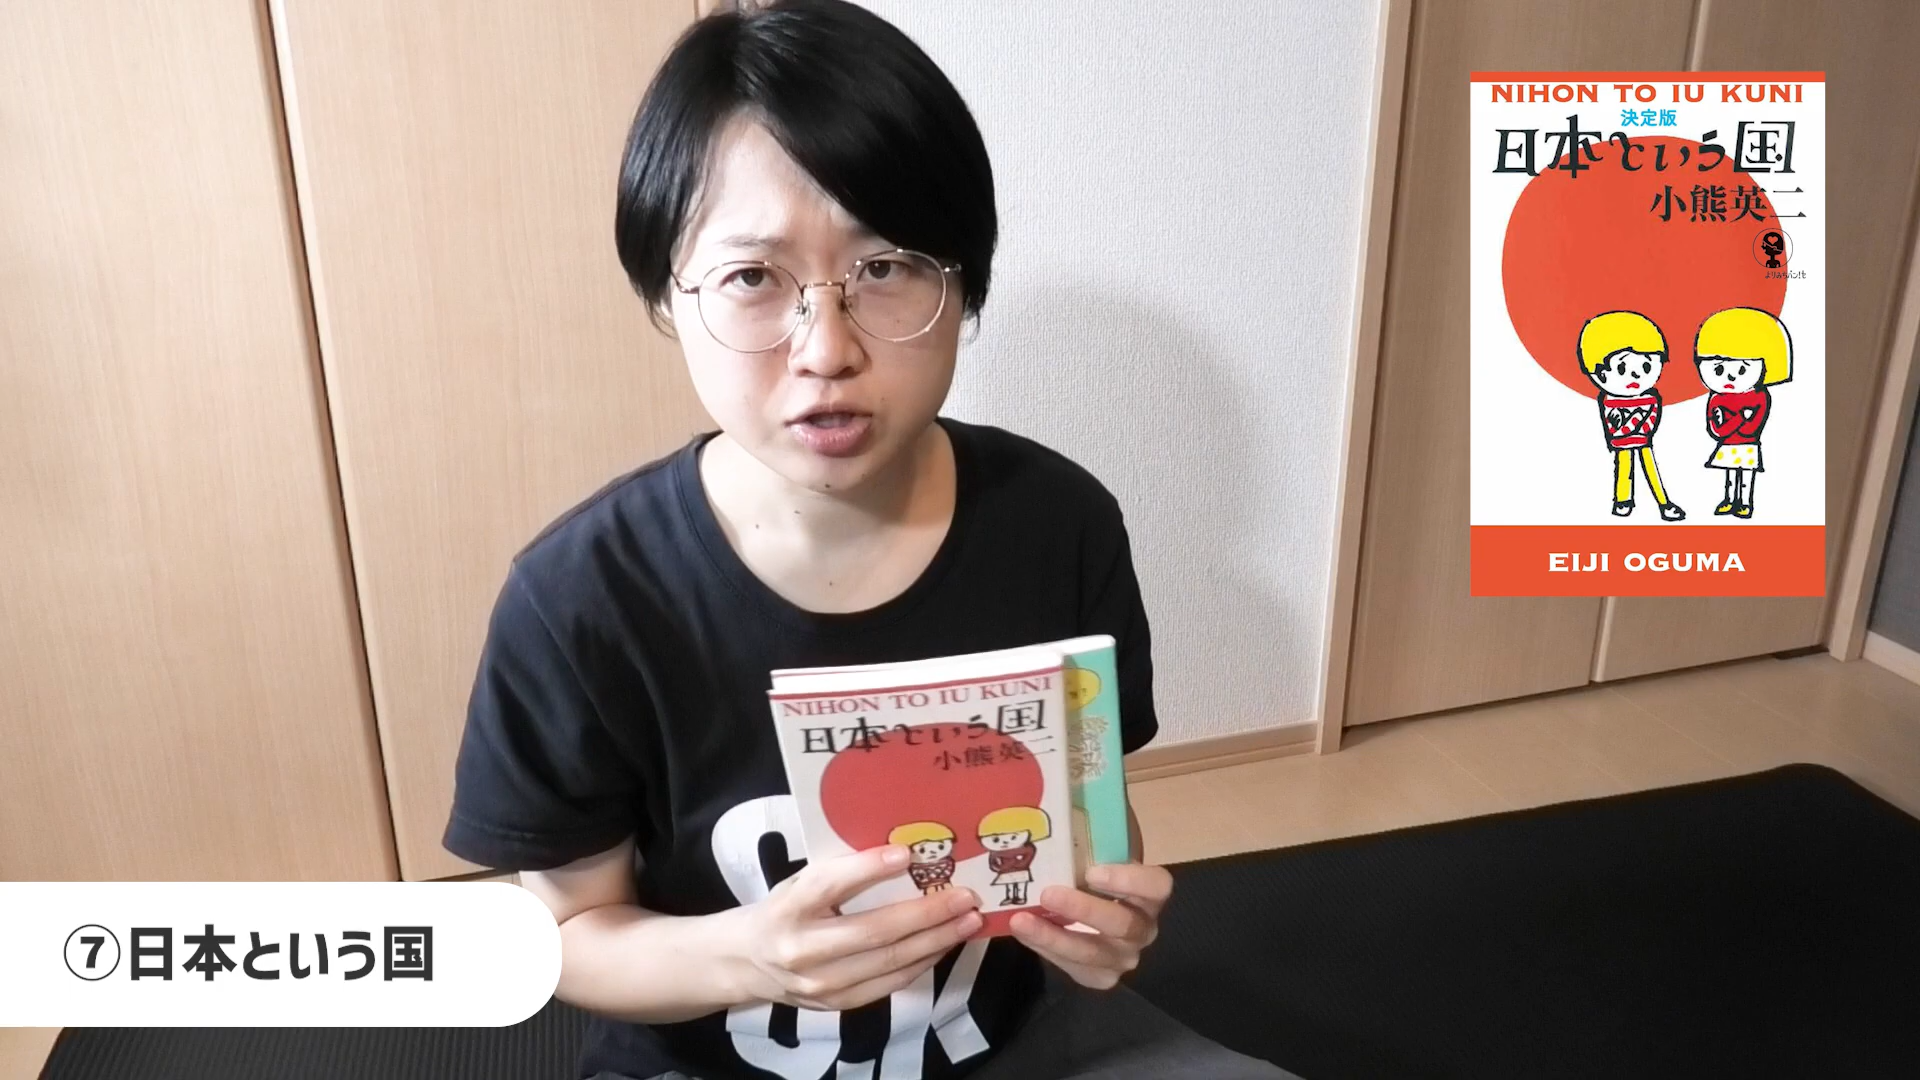 NIHON TO IU KUNI
決定版
日本という国
小熊英二
よりみちパン!セ
EIJI OGUMA
NIHON TO IU KUNI
日本という国
小熊英二
⑦日本という国